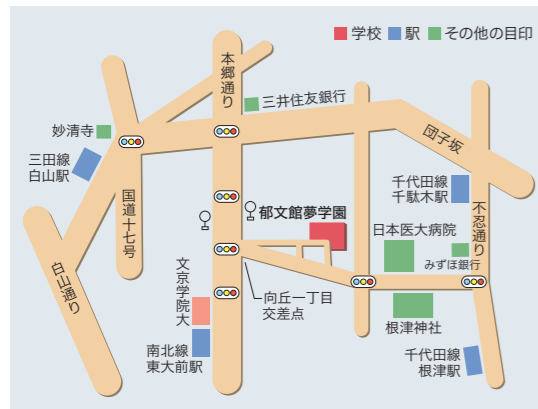 学校
駅
その他の目印
本郷通り
三井住友銀行
妙清寺
三田線
白山駅
国道十七号
白山通り
団子坂
千代田線
千駄木駅
不忍通り
郁文館夢学園
日本医大病院
みずほ銀行
文京学院大
向丘一丁目
交差点
根津神社
南北線
東大前駅
千代田線
根津駅